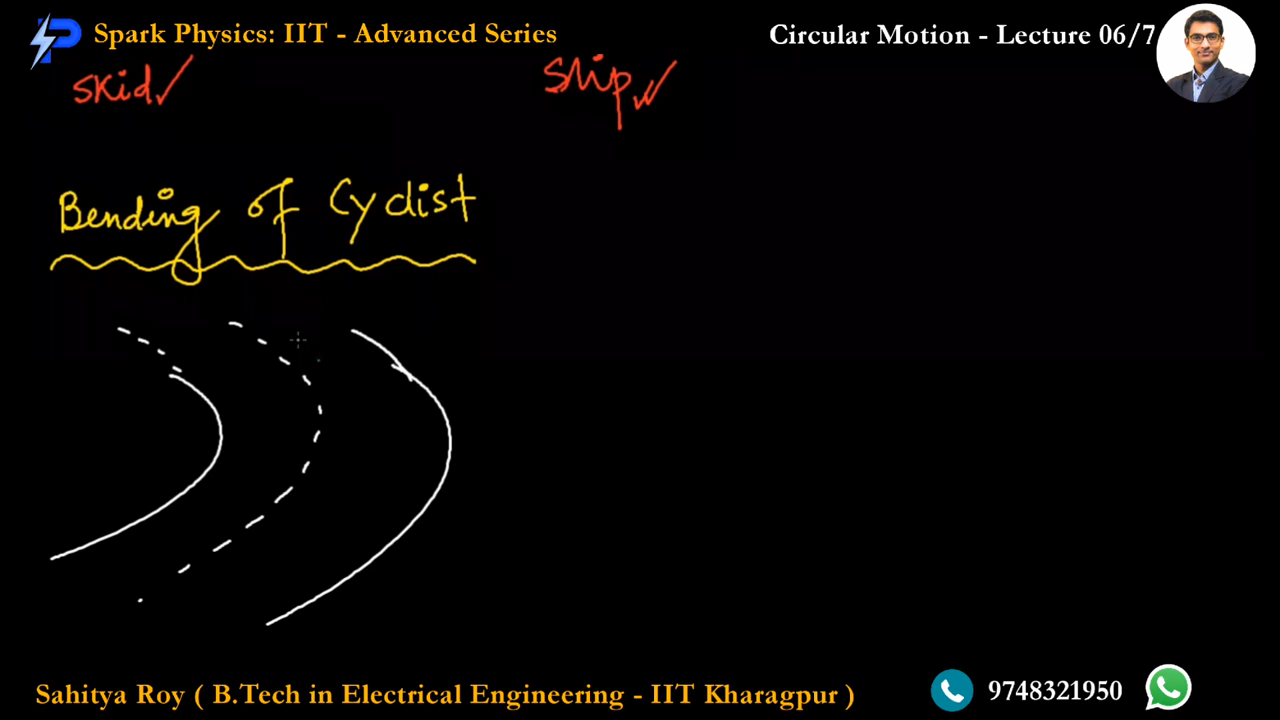 Spark Physics: IIT - Advanced Series
Circular Motion - Lecture 06/7
skid
slip
Bending of Cyclist
Sahitya Roy ( B.Tech in Electrical Engineering - IIT Kharagpur )
9748321950